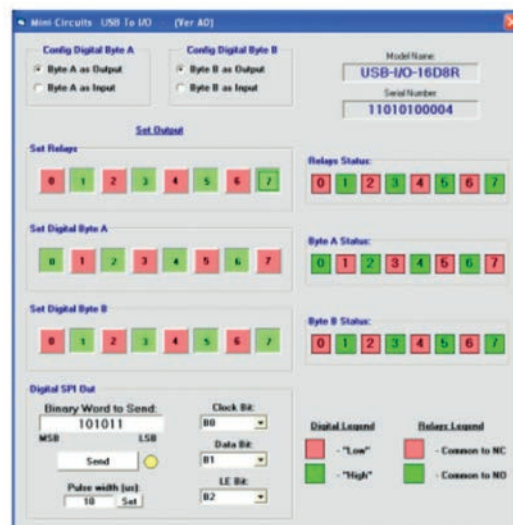 Mini Circuits USB To I/O - (Ver A0)
Config Digital Byte A
Byte A as Output
Byte A as Input
Config Digital Byte B
Byte B as Output
Byte B as Input
Model Name:
USB-I/O-16D8R
Serial Number
11010100004
Set Output
Set Relays
0 1 2 3 4 5 6 7
Relays Status:
0 1 2 3 4 5 6 7
Set Digital Byte A
0 1 2 3 4 5 6 7
Byte A Status:
0 1 2 3 4 5 6 7
Set Digital Byte B
0 1 2 3 4 5 6 7
Byte B Status:
0 1 2 3 4 5 6 7
Digital SPI Out
Binary Word to Send:
101011
MSB LSB
Send
Pulse width (us):
10 Set
Clock Bit:
B0
Data Bit:
B1
LE Bit:
B2
Digital Legend
- "Low"
- "High"
Relays Legend
- Common to NC
- Common to NO